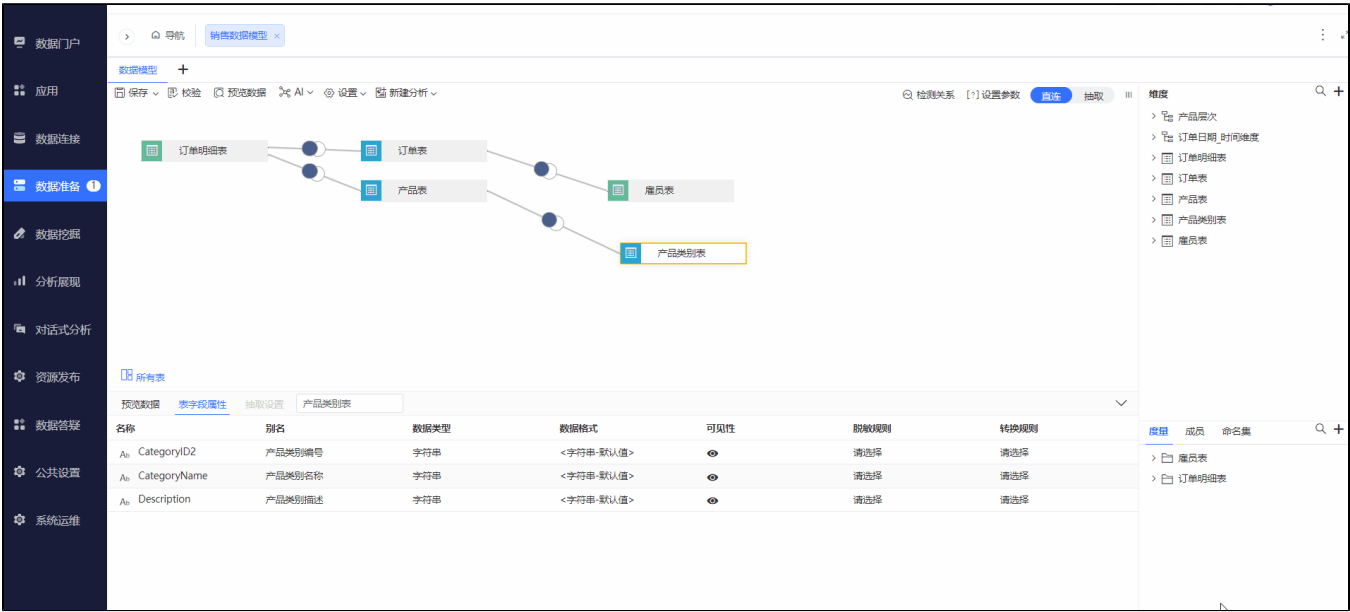 数据门户
应用
数据连接
数据准备 1
数据挖掘
分析展现
对话式分析
资源发布
数据答疑
公共设置
系统运维
导航 销售数据模型 ×
数据模型 +
保存 校验 预览数据 AI 设置 新建分析 检测关系 [?] 设置参数 直连 抽取
订单明细表 订单表
产品表 雇员表
产品类别表
所有表
预览数据 表字段属性 抽取设置 产品类别表
名称 别名 数据类型 数据格式 可见性 脱敏规则 转换规则
Ab CategoryID2 产品类别编号 字符串 <字符串-默认值> 请选择 请选择
Ab CategoryName 产品类别名称 字符串 <字符串-默认值> 请选择 请选择
Ab Description 产品类别描述 字符串 <字符串-默认值> 请选择 请选择
维度 +
产品层次
订单日期_时间维度
订单明细表
订单表
产品表
产品类别表
雇员表
度量 成员 命名集 +
雇员表
订单明细表